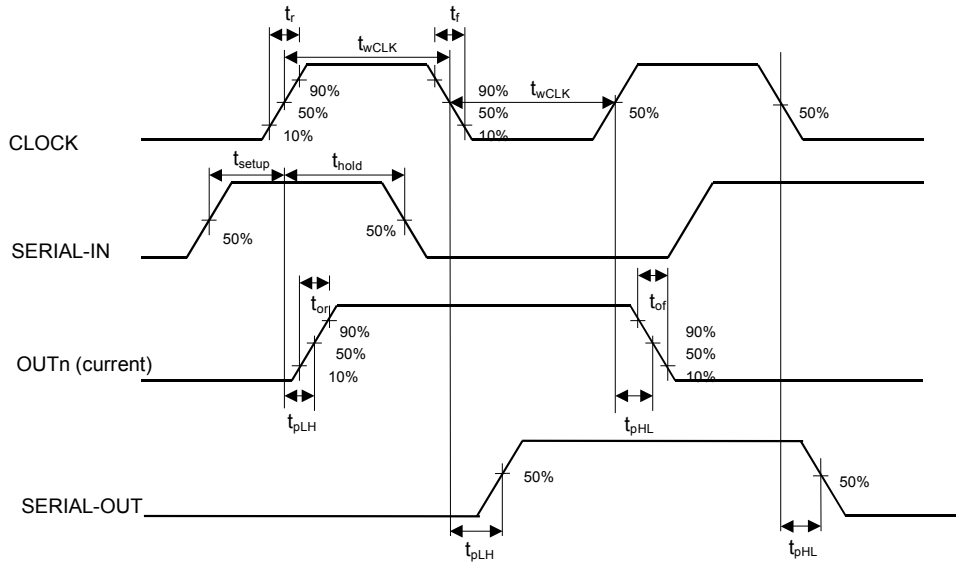 tr
tf
twCLK
90%
50%
10%
90%
50%
10%
twCLK
50%
50%
CLOCK
tsetup
thold
50%
50%
SERIAL-IN
tor
tof
90%
50%
10%
90%
50%
10%
OUTn (current)
tpLH
tpHL
50%
50%
SERIAL-OUT
tpLH
tpHL